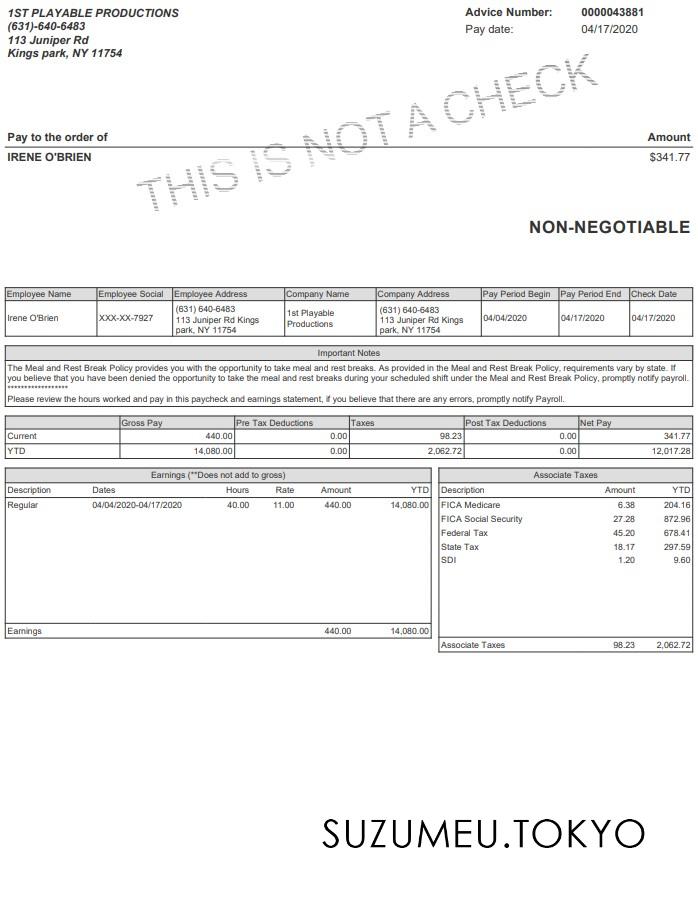 1ST PLAYABLE PRODUCTIONS
(631)-640-6483
113 Juniper Rd
Kings park, NY 11754
Advice Number: 0000043881
Pay date: 04/17/2020
THIS IS NOT A CHECK
Pay to the order of Amount
IRENE O'BRIEN $341.77
NON-NEGOTIABLE
Employee Name Employee Social Employee Address Company Name Company Address Pay Period Begin Pay Period End Check Date
Irene O'Brien XXX-XX-7927 (631) 640-6483 113 Juniper Rd Kings park, NY 11754 1st Playable Productions (631) 640-6483 113 Juniper Rd Kings park, NY 11754 04/04/2020 04/17/2020 04/17/2020
Important Notes
The Meal and Rest Break Policy provides you with the opportunity to take meal and rest breaks. As provided in the Meal and Rest Break Policy, requirements vary by state. If
you believe that you have been denied the opportunity to take the meal and rest breaks during your scheduled shift under the Meal and Rest Break Policy, promptly notify payroll.
******************
Please review the hours worked and pay in this paycheck and earnings statement, if you believe that there are any errors, promptly notify Payroll.
Gross Pay Pre Tax Deductions Taxes Post Tax Deductions Net Pay
Current 440.00 0.00 98.23 0.00 341.77
YTD 14,080.00 0.00 2,062.72 0.00 12,017.28
Earnings (**Does not add to gross)
Description Dates Hours Rate Amount YTD
Regular 04/04/2020-04/17/2020 40.00 11.00 440.00 14,080.00
Earnings 440.00 14,080.00
Associate Taxes
Description Amount YTD
FICA Medicare 6.38 204.16
FICA Social Security 27.28 872.96
Federal Tax 45.20 678.41
State Tax 18.17 297.59
SDI 1.20 9.60
Associate Taxes 98.23 2,062.72
SUZUMEU.TOKYO